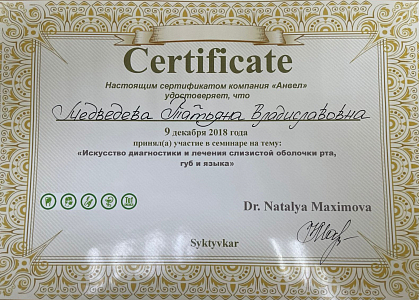 Certificate
Настоящим сертификатом компания «Анвел»
удостоверяет, что
Медведева Татьяна Владиславовна
9 декабря 2018 года
принял(а) участие в семинаре на тему:
«Искусство диагностики и лечения слизистой оболочки рта,
губ и языка»
Dr. Natalya Maximova
Syktyvkar